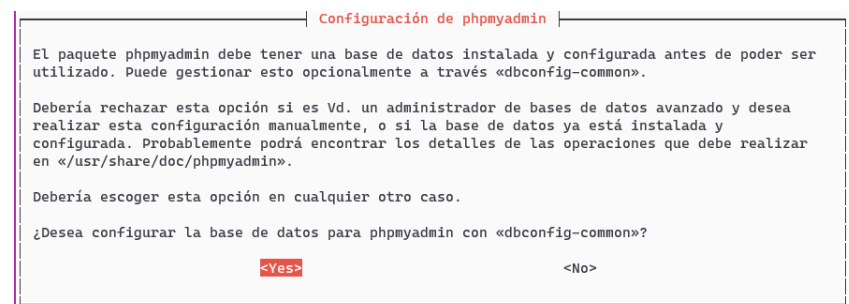 Configuración de phpmyadmin
El paquete phpmyadmin debe tener una base de datos instalada y configurada antes de poder ser
utilizado. Puede gestionar esto opcionalmente a través «dbconfig-common».
Debería rechazar esta opción si es Vd. un administrador de bases de datos avanzado y desea
realizar esta configuración manualmente, o si la base de datos ya está instalada y
configurada. Probablemente podrá encontrar los detalles de las operaciones que debe realizar
en «/usr/share/doc/phpmyadmin».
Debería escoger esta opción en cualquier otro caso.
¿Desea configurar la base de datos para phpmyadmin con «dbconfig-common»?
<Yes> <No>